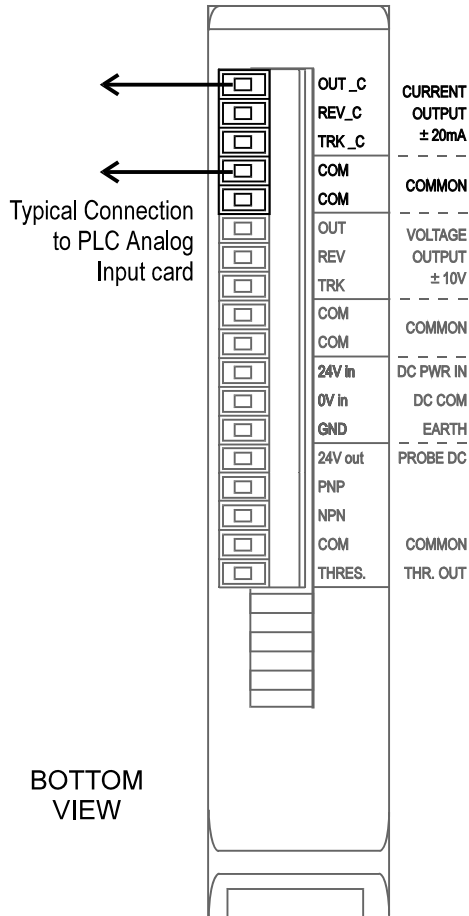 OUT _C
REV_C
TRK _C
CURRENT
OUTPUT
± 20mA
COM
COM
COMMON
Typical Connection
to PLC Analog
Input card
OUT
REV
TRK
VOLTAGE
OUTPUT
± 10V
COM
COM
COMMON
24V in DC PWR IN
0V in DC COM
GND EARTH
24V out PROBE DC
PNP
NPN
COM COMMON
THRES. THR. OUT
BOTTOM
VIEW